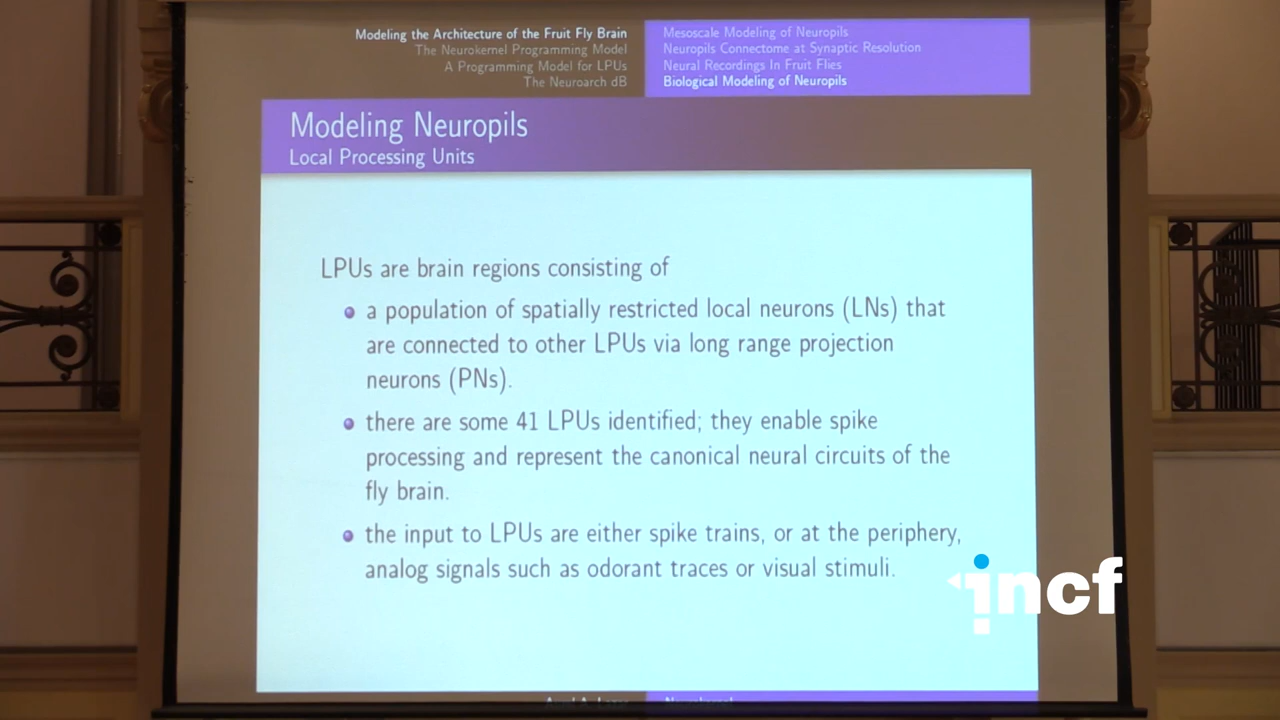 Modeling the Architecture of the Fruit Fly Brain
The Neurokernel Programming Model
A Programming Model for LPUs
The Neuroarch dB
Mesoscale Modeling of Neuropils
Neuropils Connectome at Synaptic Resolution
Neural Recordings In Fruit Flies
Biological Modeling of Neuropils
Modeling Neuropils
Local Processing Units
LPUs are brain regions consisting of
a population of spatially restricted local neurons (LNs) that
are connected to other LPUs via long range projection
neurons (PNs).
there are some 41 LPUs identified; they enable spike
processing and represent the canonical neural circuits of the
fly brain.
the input to LPUs are either spike trains, or at the periphery,
analog signals such as odorant traces or visual stimuli.
incf